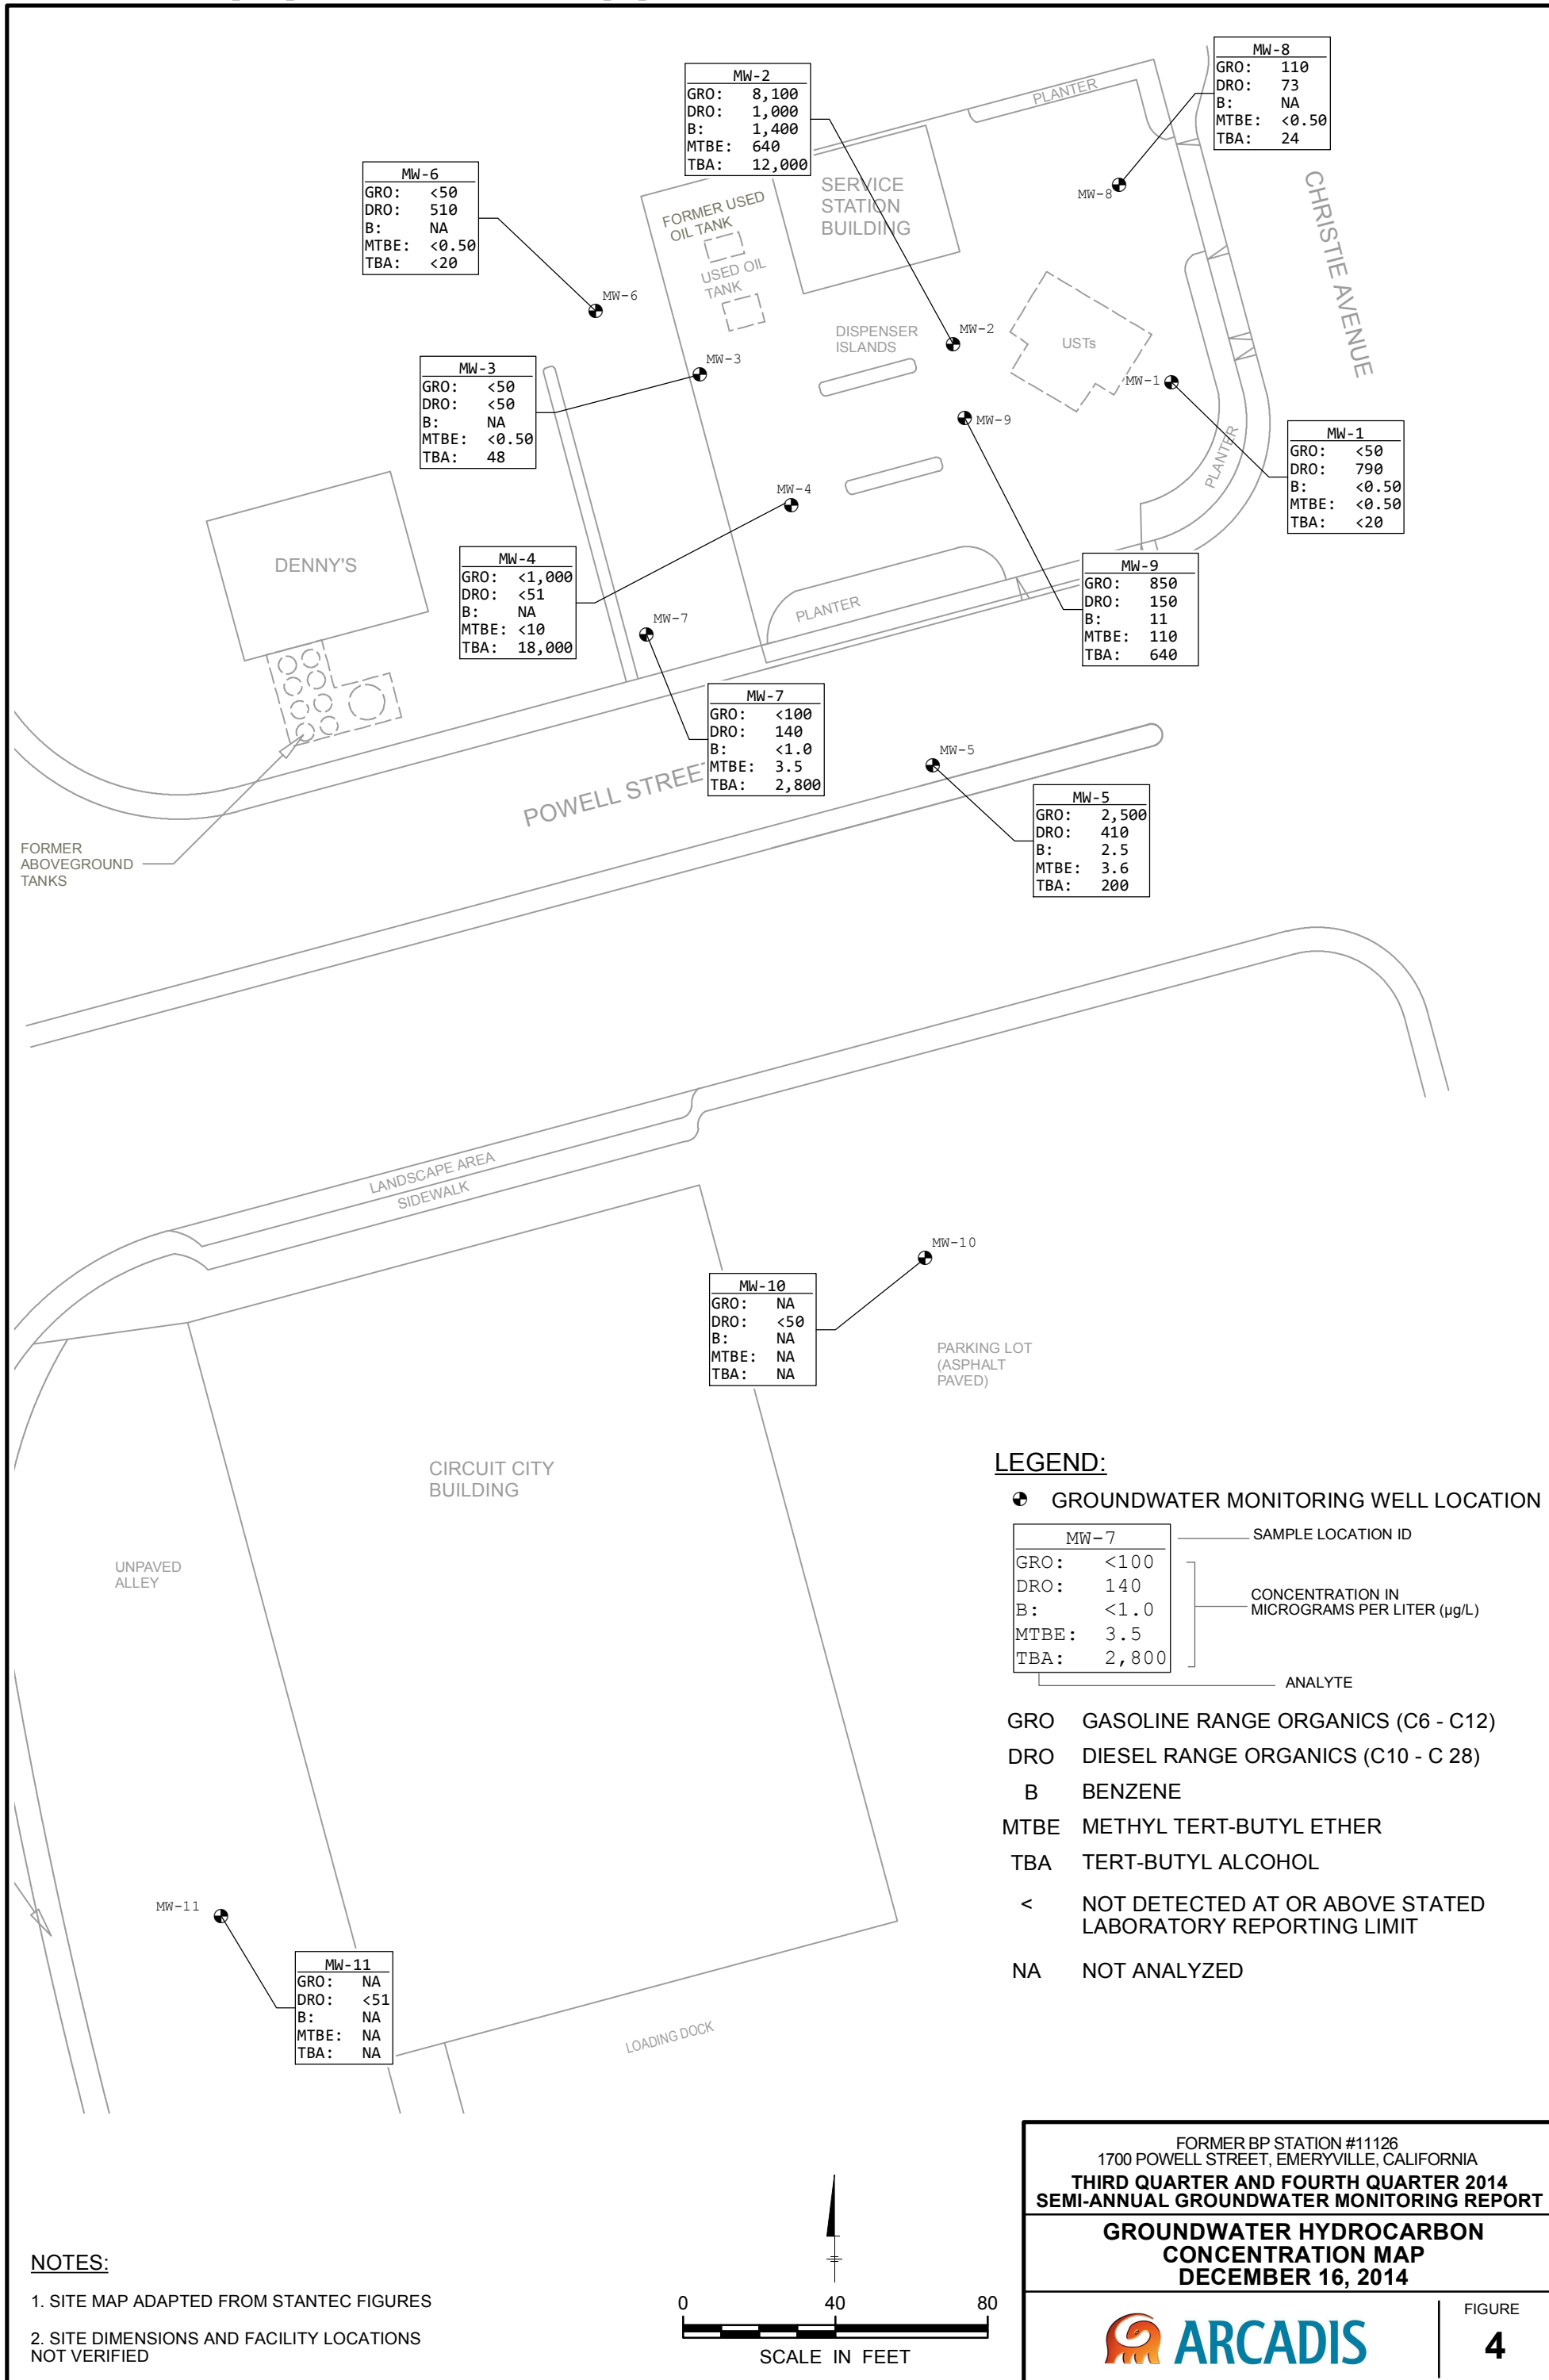 MW-8
GRO: 110
DRO: 73
B: NA
MTBE: <0.50
TBA: 24
MW-2
GRO: 8,100
DRO: 1,000
B: 1,400
MTBE: 640
TBA: 12,000
PLANTER
MW-6
GRO: <50
DRO: 510
B: NA
MTBE: <0.50
TBA: <20
SERVICE
STATION
BUILDING
MW-8
CHRISTIE AVENUE
FORMER USED
OIL TANK
USED OIL
TANK
MW-6
DISPENSER
ISLANDS
MW-2
USTs
MW-3
MW-1
MW-3
GRO: <50
DRO: <50
B: NA
MTBE: <0.50
TBA: 48
MW-9
PLANTER
MW-1
GRO: <50
DRO: 790
B: <0.50
MTBE: <0.50
TBA: <20
MW-4
DENNY'S
MW-4
GRO: <1,000
DRO: <51
B: NA
MTBE: <10
TBA: 18,000
MW-9
GRO: 850
DRO: 150
B: 11
MTBE: 110
TBA: 640
PLANTER
MW-7
MW-7
GRO: <100
DRO: 140
B: <1.0
MTBE: 3.5
TBA: 2,800
POWELL STREE
MW-5
MW-5
GRO: 2,500
DRO: 410
B: 2.5
MTBE: 3.6
TBA: 200
FORMER
ABOVEGROUND
TANKS
LANDSCAPE AREA
SIDEWALK
MW-10
MW-10
GRO: NA
DRO: <50
B: NA
MTBE: NA
TBA: NA
PARKING LOT
(ASPHALT
PAVED)
CIRCUIT CITY
BUILDING
UNPAVED
ALLEY
LEGEND:
GROUNDWATER MONITORING WELL LOCATION
MW-7
GRO: <100
DRO: 140
B: <1.0
MTBE: 3.5
TBA: 2,800
SAMPLE LOCATION ID
CONCENTRATION IN
MICROGRAMS PER LITER (µg/L)
ANALYTE
GRO GASOLINE RANGE ORGANICS (C6 - C12)
DRO DIESEL RANGE ORGANICS (C10 - C 28)
B BENZENE
MTBE METHYL TERT-BUTYL ETHER
TBA TERT-BUTYL ALCOHOL
< NOT DETECTED AT OR ABOVE STATED
LABORATORY REPORTING LIMIT
NA NOT ANALYZED
MW-11
MW-11
GRO: NA
DRO: <51
B: NA
MTBE: NA
TBA: NA
LOADING DOCK
NOTES:
1. SITE MAP ADAPTED FROM STANTEC FIGURES
2. SITE DIMENSIONS AND FACILITY LOCATIONS
NOT VERIFIED
0 40 80
SCALE IN FEET
FORMER BP STATION #11126
1700 POWELL STREET, EMERYVILLE, CALIFORNIA
THIRD QUARTER AND FOURTH QUARTER 2014
SEMI-ANNUAL GROUNDWATER MONITORING REPORT
GROUNDWATER HYDROCARBON
CONCENTRATION MAP
DECEMBER 16, 2014
ARCADIS
FIGURE
4